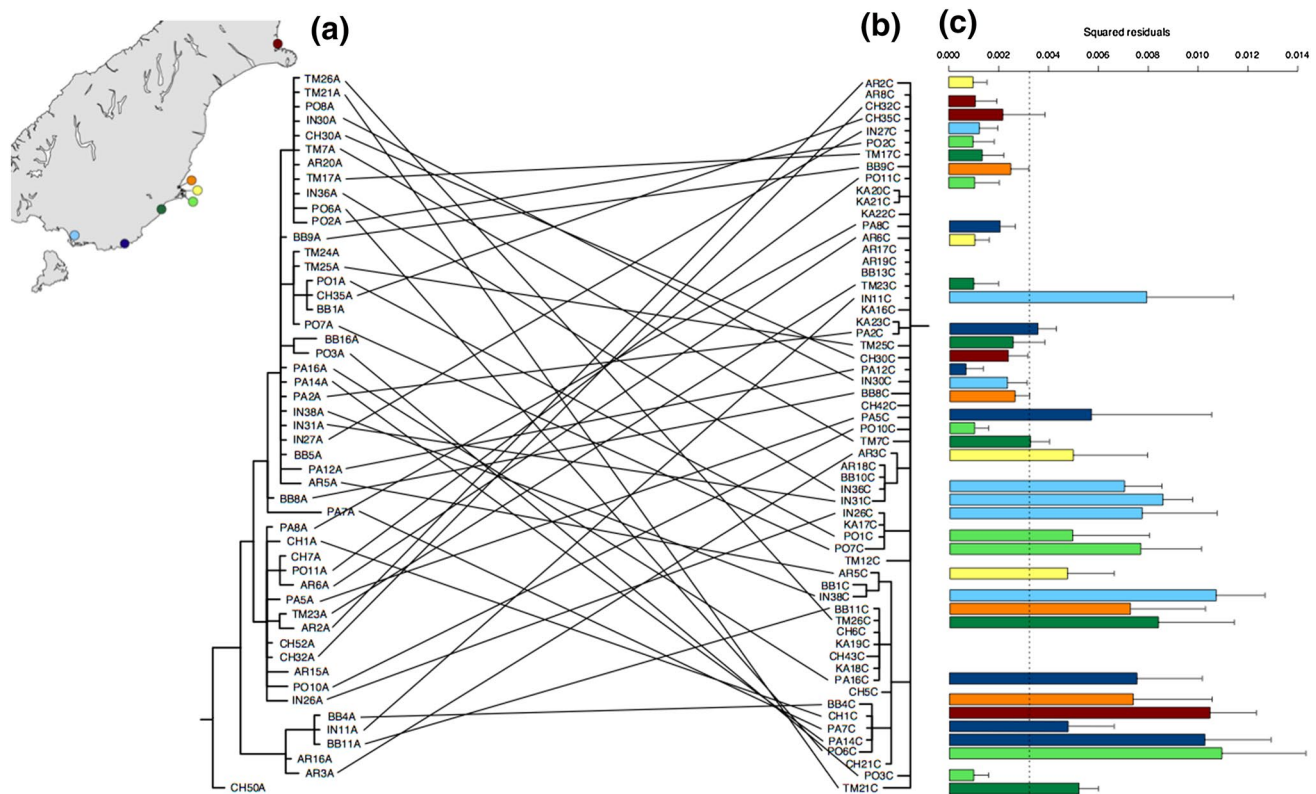 (a)
(b)
(c)
Squared residuals
0.000 0.002 0.004 0.006 0.008 0.010 0.012 0.014
TM26A
TM21A
PO8A
IN30A
CH30A
TM7A
AR20A
TM17A
IN36A
PO6A
PO2A
BB9A
TM24A
TM25A
PO1A
CH35A
BB1A
PO7A
BB16A
PO3A
PA16A
PA14A
PA2A
IN38A
IN31A
IN27A
BB5A
PA12A
AR5A
BB8A
PA7A
PA8A
CH1A
CH7A
PO11A
AR6A
PA5A
TM23A
AR2A
CH52A
CH32A
AR15A
PO10A
IN26A
BB4A
IN11A
BB11A
AR16A
AR3A
CH50A
AR2C
AR8C
CH32C
CH35C
IN27C
PO2C
TM17C
BB9C
PO11C
KA20C
KA21C
KA22C
PA8C
AR6C
AR17C
AR19C
BB13C
TM23C
IN11C
KA16C
KA23C
PA2C
TM25C
CH30C
PA12C
IN30C
BB8C
CH42C
PA5C
PO10C
TM7C
AR3C
AR18C
BB10C
IN36C
IN31C
IN26C
KA17C
PO1C
PO7C
TM12C
AR5C
BB1C
IN38C
BB11C
TM26C
CH6C
KA19C
CH43C
KA18C
PA16C
CH5C
BB4C
CH1C
PA7C
PA14C
PO6C
CH21C
PO3C
TM21C